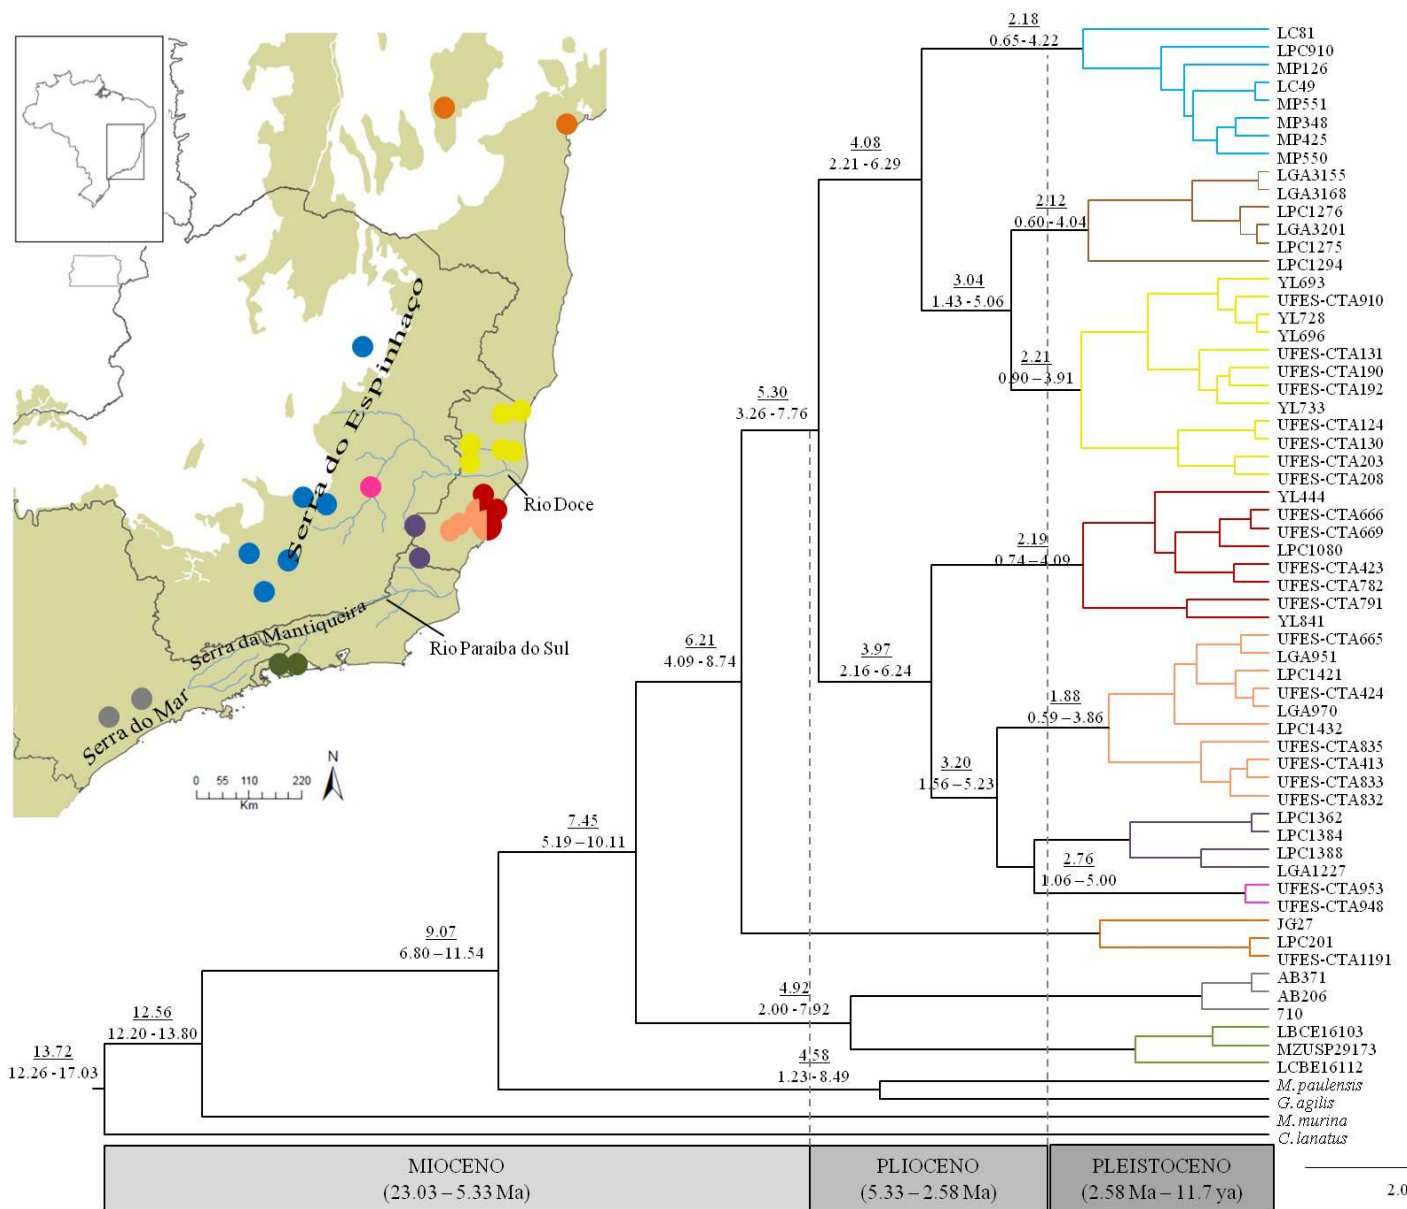 Serra do Espinhaço
Rio Doce
Serra da Mantiqueira
Rio Paraíba do Sul
Serra do Mar
N
0 55 110 220
Km
2.18
0.65-4.22
4.08
2.21 -6.29
2.12
0.60-4.04
3.04
1.43 -5.06
2.21
0.90 –3.91
5.30
3.26 -7.76
2.19
0.74 –4.09
6.21
4.09 -8.74
3.97
2.16 –6.24
1.88
0.59 –3.86
3.20
1.56 –5.23
7.45
5.19 –10.11
2.76
1.06 –5.00
9.07
6.80 –11.54
4.92
2.00 -7.92
12.56
12.20 -13.80
4.58
1.23 -8.49
13.72
12.26 -17.03
LC81
LPC910
MP126
LC49
MP551
MP348
MP425
MP550
LGA3155
LGA3168
LPC1276
LGA3201
LPC1275
LPC1294
YL693
UFES-CTA910
YL728
YL696
UFES-CTA131
UFES-CTA190
UFES-CTA192
YL733
UFES-CTA124
UFES-CTA130
UFES-CTA203
UFES-CTA208
YL444
UFES-CTA666
UFES-CTA669
LPC1080
UFES-CTA423
UFES-CTA782
UFES-CTA791
YL841
UFES-CTA665
LGA951
LPC1421
UFES-CTA424
LGA970
LPC1432
UFES-CTA835
UFES-CTA413
UFES-CTA833
UFES-CTA832
LPC1362
LPC1384
LPC1388
LGA1227
UFES-CTA953
UFES-CTA948
JG27
LPC201
UFES-CTA1191
AB371
AB206
710
LBCE16103
MZUSP29173
LCBE16112
M. paulensis
G. agilis
M. murina
C. lanatus
MIOCENO
(23.03 – 5.33 Ma)
PLIOCENO
(5.33 – 2.58 Ma)
PLEISTOCENO
(2.58 Ma – 11.7 ya)
2.0